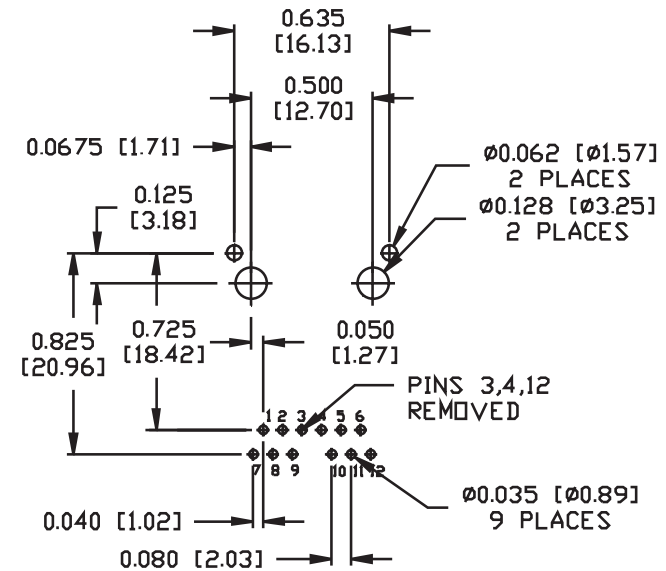 0.635
[16.13]
0.500
[12.70]
0.0675 [1.71]
ø0.062 [ø1.57]
2 PLACES
0.125
[3.18]
ø0.128 [ø3.25]
2 PLACES
0.825
[20.96]
0.725
[18.42]
0.050
[1.27]
PINS 3,4,12
REMOVED
1 2 3 4 5 6
7 8 9 10 11 12
ø0.035 [ø0.89]
9 PLACES
0.040 [1.02]
0.080 [2.03]